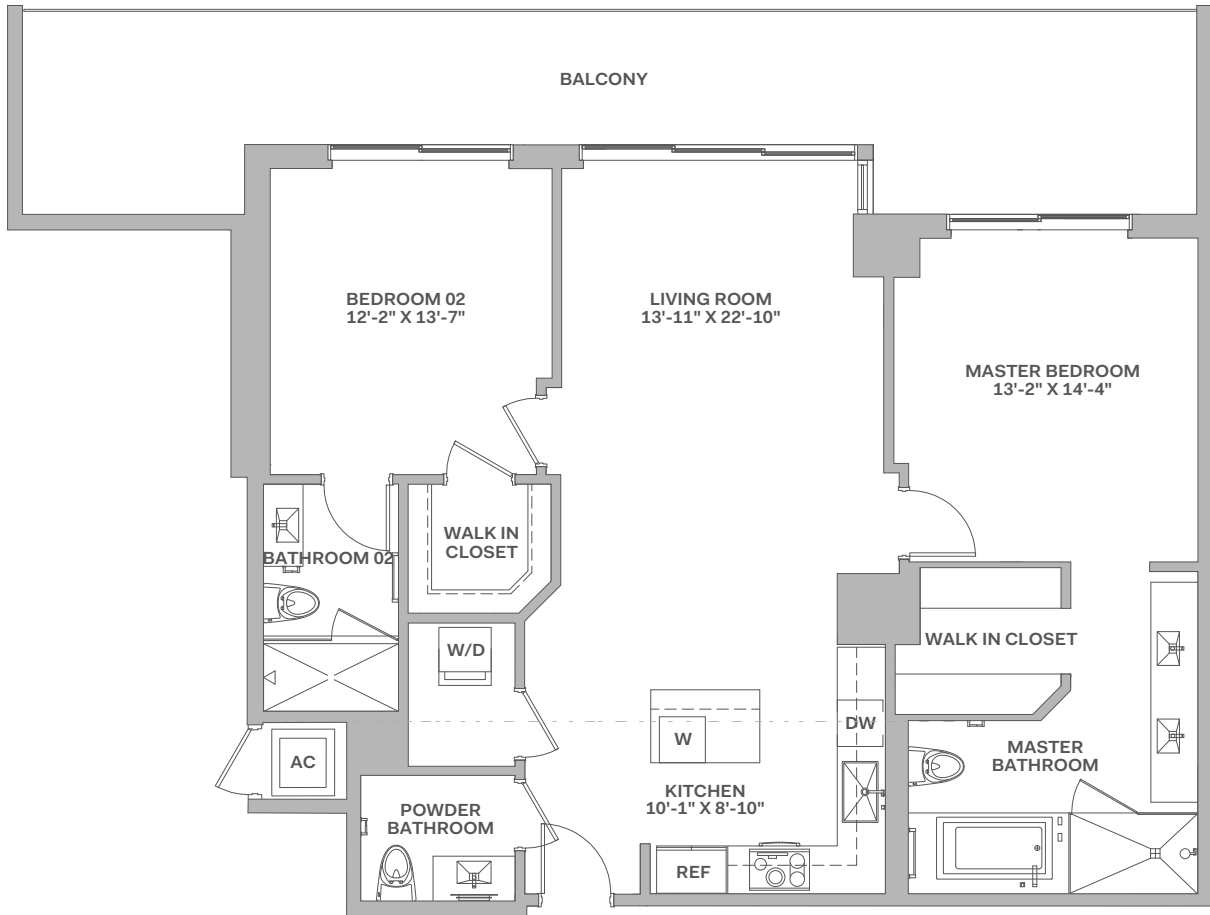 BALCONY
BEDROOM 02
12'-2" X 13'-7"
LIVING ROOM
13'-11" X 22'-10"
MASTER BEDROOM
13'-2" X 14'-4"
WALK IN
CLOSET
BATHROOM 02
W/D
WALK IN CLOSET
DW
W
AC
MASTER
BATHROOM
KITCHEN
10'-1" X 8'-10"
POWDER
BATHROOM
REF